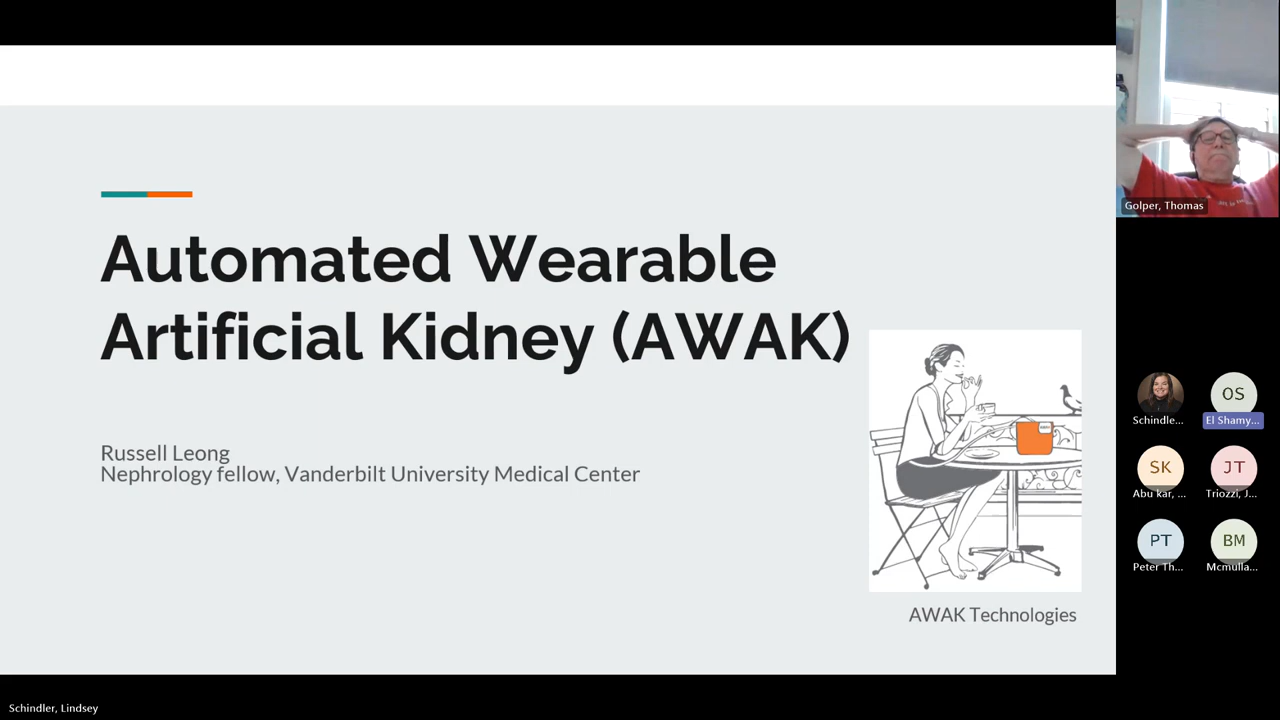 Automated Wearable
Artificial Kidney (AWAK)
Russell Leong
Nephrology fellow, Vanderbilt University Medical Center
AWAK Technologies
Golper, Thomas
Schindle...
OS
El Shamy...
SK
Abu kar, ...
JT
Triozzi, J...
PT
Peter Th...
BM
Mcmulla...
Schindler, Lindsey